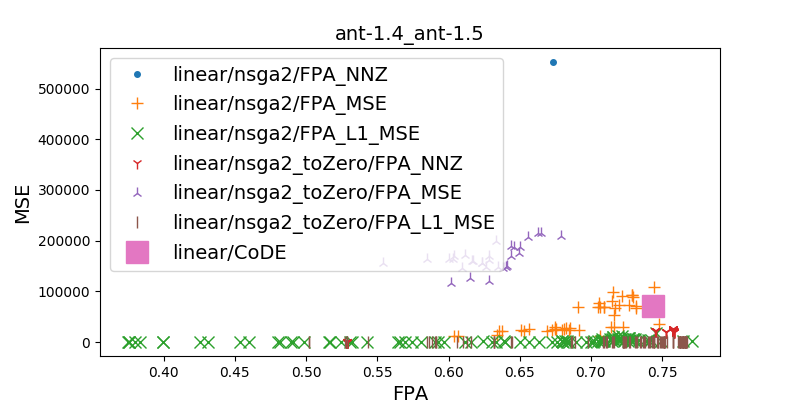 ant-1.4_ant-1.5
linear/nsga2/FPA_NNZ
linear/nsga2/FPA_MSE
linear/nsga2/FPA_L1_MSE
linear/nsga2_toZero/FPA_NNZ
linear/nsga2_toZero/FPA_MSE
linear/nsga2_toZero/FPA_L1_MSE
linear/CoDE
MSE
500000
400000
300000
200000
100000
0
0.40 0.45 0.50 0.55 0.60 0.65 0.70 0.75
FPA